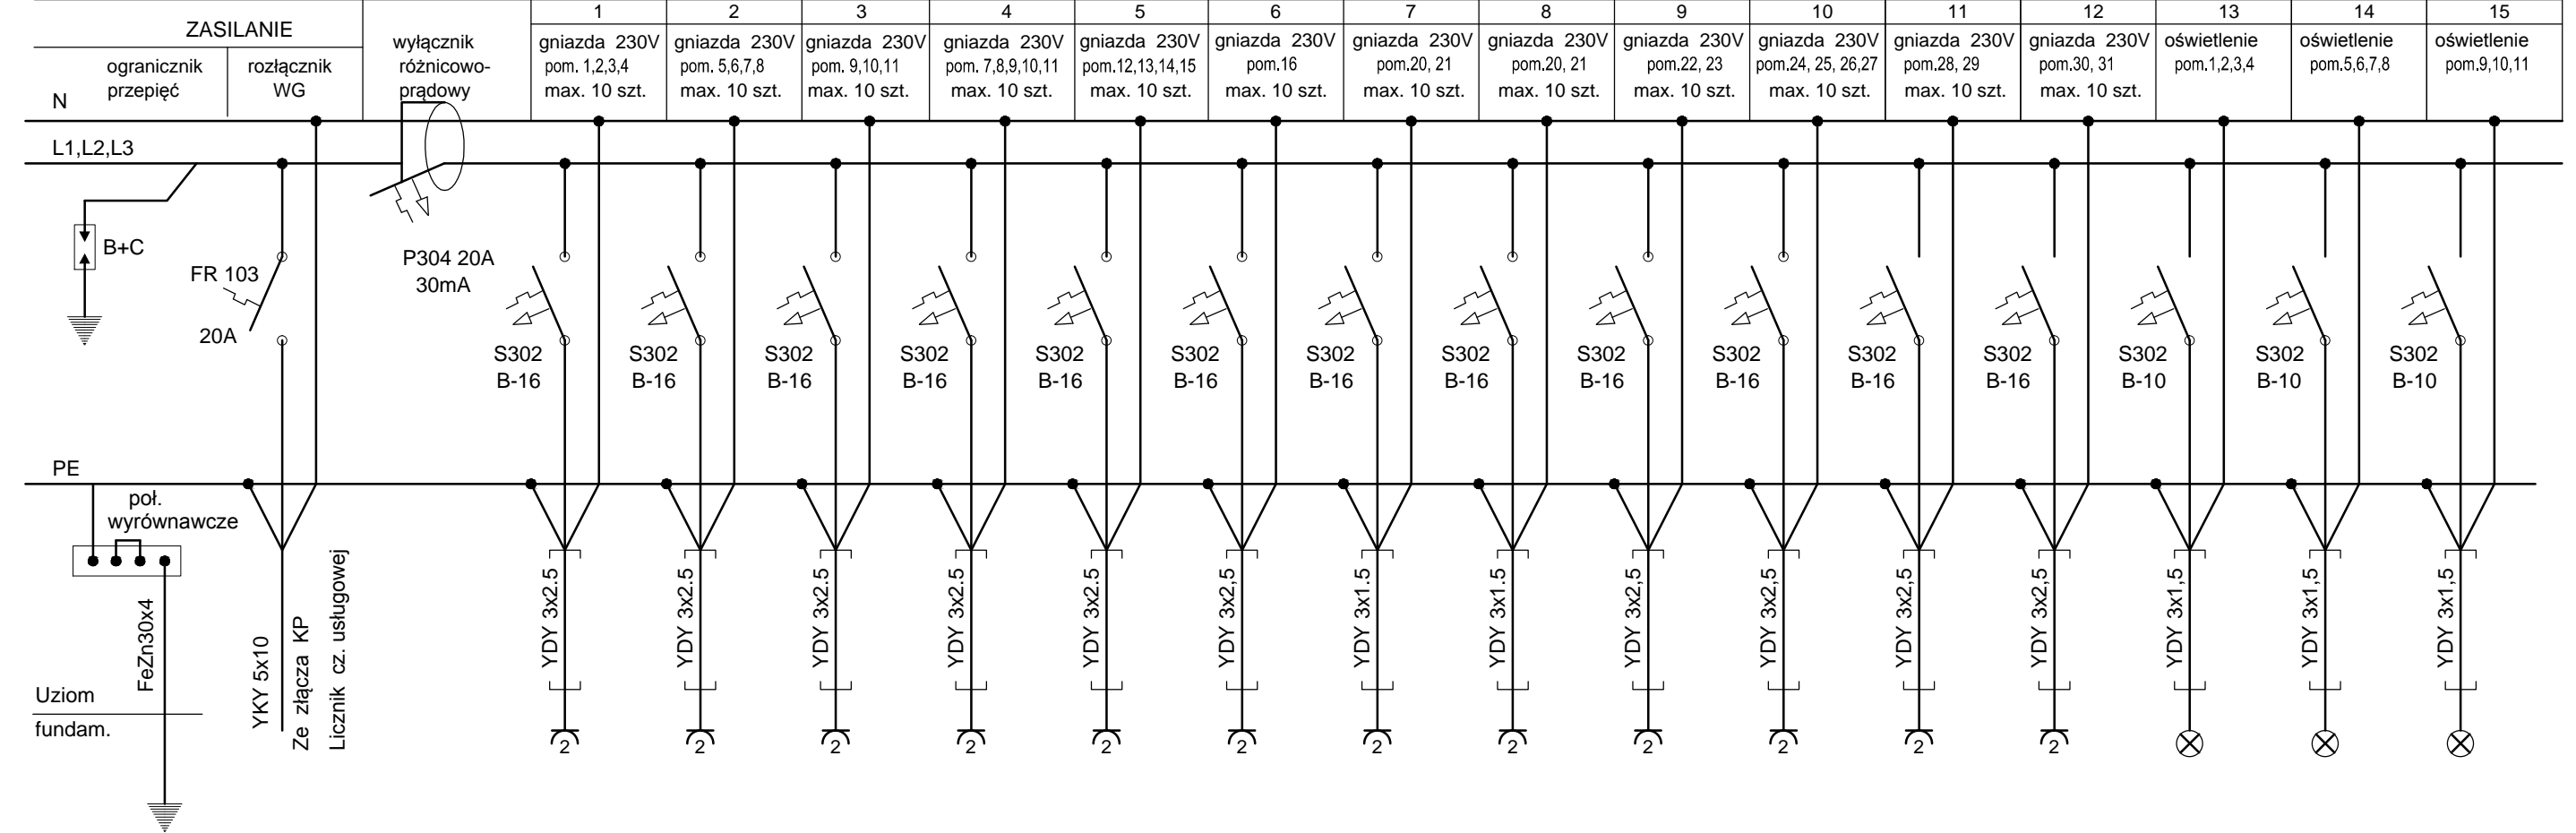 ZASILANIE
ogranicznik
przepięć
rozłącznik
WG
wyłącznik
różnicowo-
prądowy
1
gniazda 230V
pom. 1,2,3,4
max. 10 szt.
2
gniazda 230V
pom. 5,6,7,8
max. 10 szt.
3
gniazda 230V
pom. 9,10,11
max. 10 szt.
4
gniazda 230V
pom. 7,8,9,10,11
max. 10 szt.
5
gniazda 230V
pom.12,13,14,15
max. 10 szt.
6
gniazda 230V
pom.16
max. 10 szt.
7
gniazda 230V
pom.20, 21
max. 10 szt.
8
gniazda 230V
pom.20, 21
max. 10 szt.
9
gniazda 230V
pom.22, 23
max. 10 szt.
10
gniazda 230V
pom.24, 25, 26,27
max. 10 szt.
11
gniazda 230V
pom.28, 29
max. 10 szt.
12
gniazda 230V
pom.30, 31
max. 10 szt.
13
oświetlenie
pom.1,2,3,4
14
oświetlenie
pom.5,6,7,8
15
oświetlenie
pom.9,10,11
N
L1,L2,L3
B+C
FR 103
20A
P304 20A
30mA
S302
B-16
S302
B-16
S302
B-16
S302
B-16
S302
B-16
S302
B-16
S302
B-16
S302
B-16
S302
B-16
S302
B-16
S302
B-16
S302
B-16
S302
B-10
S302
B-10
S302
B-10
PE
poł.
wyrównawcze
FeZn30x4
Uziom
fundam.
YKY 5x10
Ze złącza KP
Licznik cz. usługowej
YDY 3x2.5
YDY 3x2.5
YDY 3x2.5
YDY 3x2.5
YDY 3x2.5
YDY 3x2,5
YDY 3x1.5
YDY 3x1.5
YDY 3x2,5
YDY 3x2,5
YDY 3x2,5
YDY 3x2,5
YDY 3x1,5
YDY 3x1,5
YDY 3x1,5
2
2
2
2
2
2
2
2
2
2
2
2